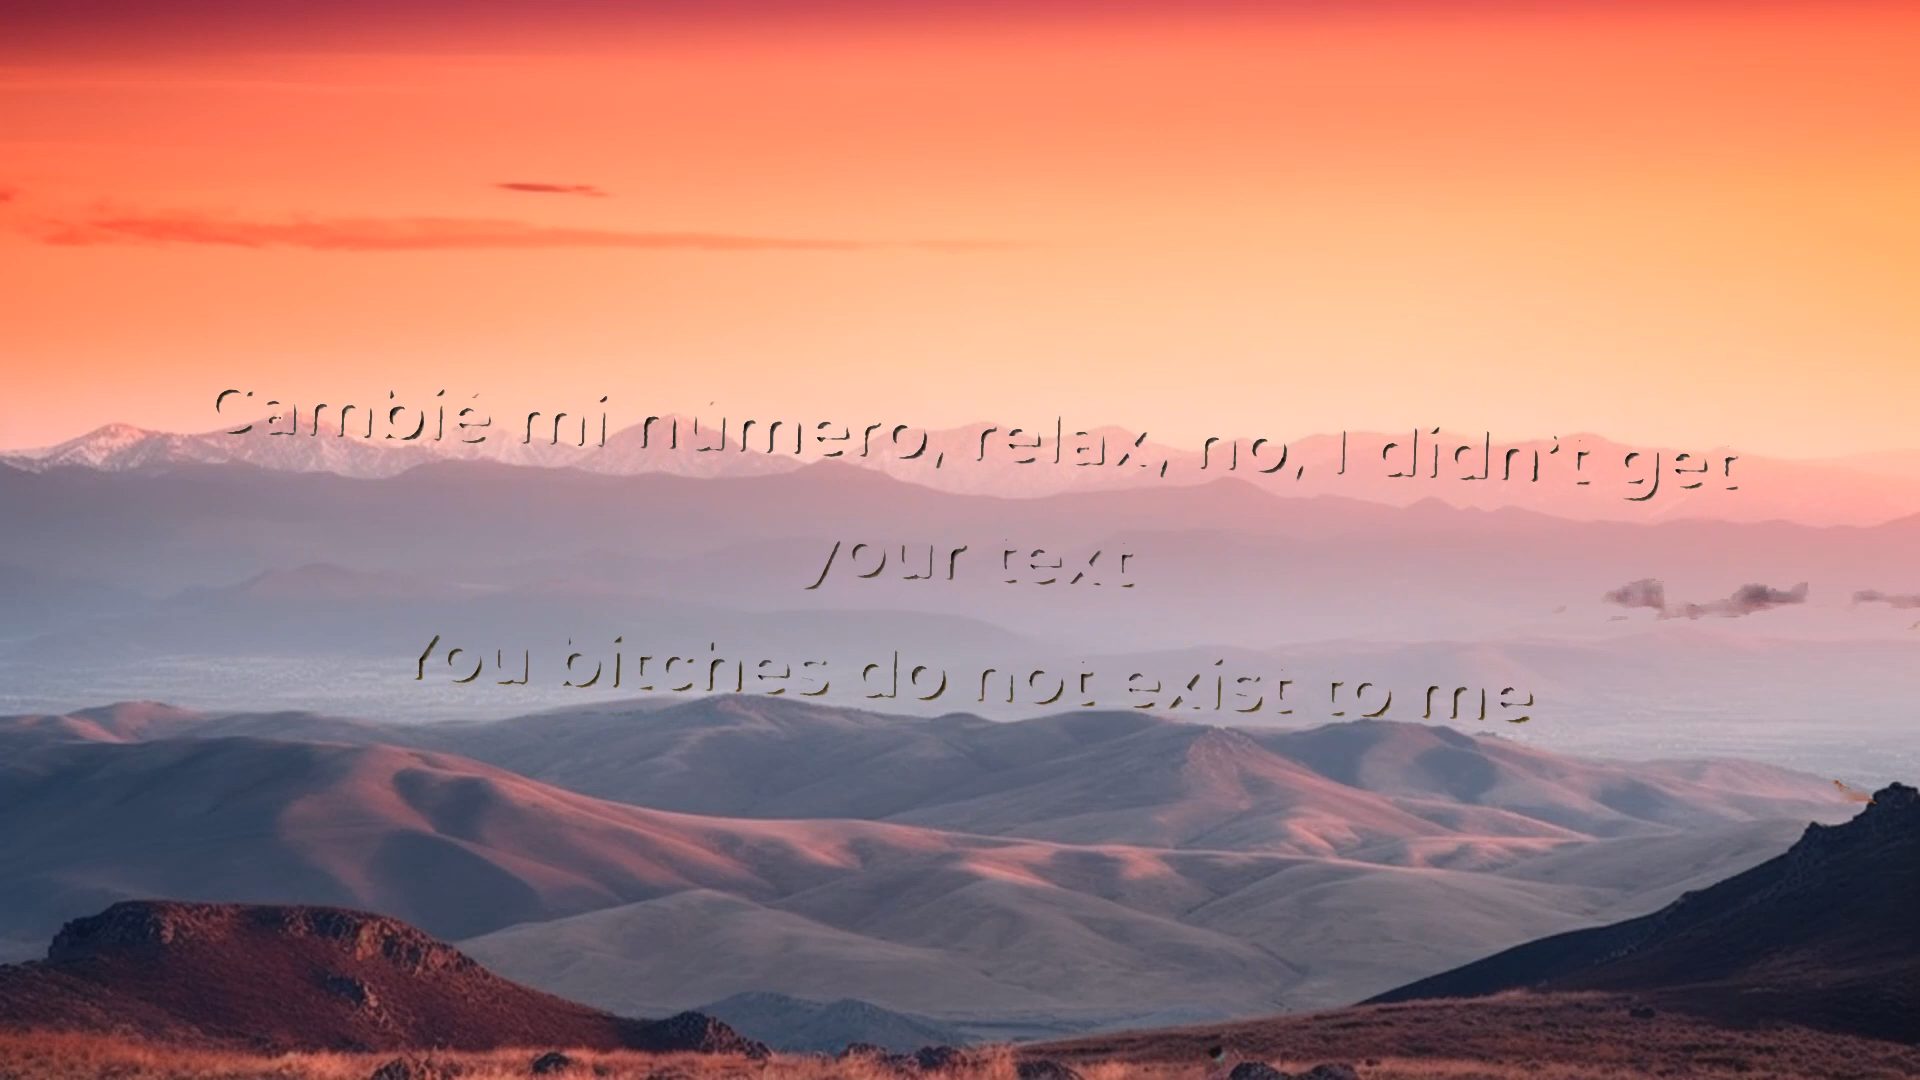 Cambié mi número, relax, no, I didn't get
your text
You bitches do not exist to me